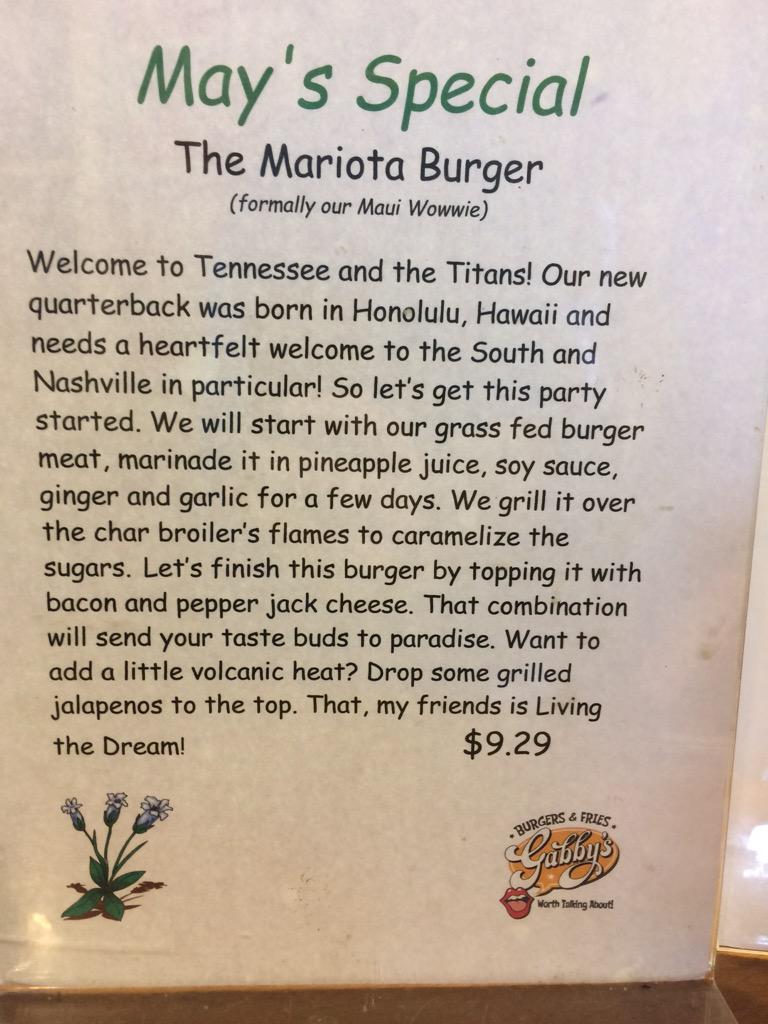 May's Special
The Mariota Burger
(formally our Maui Wowwie)
Welcome to Tennessee and the Titans! Our new
quarterback was born in Honolulu, Hawaii and
needs a heartfelt welcome to the South and
Nashville in particular! So let's get this party
started. We will start with our grass fed burger
meat, marinade it in pineapple juice, soy sauce,
ginger and garlic for a few days. We grill it over
the char broiler's flames to caramelize the
sugars. Let's finish this burger by topping it with
bacon and pepper jack cheese. That combination
will send your taste buds to paradise. Want to
add a little volcanic heat? Drop some grilled
jalapenos to the top. That, my friends is Living
the Dream! $9.29
BURGERS & FRIES
Gabby's
Worth Talking About!